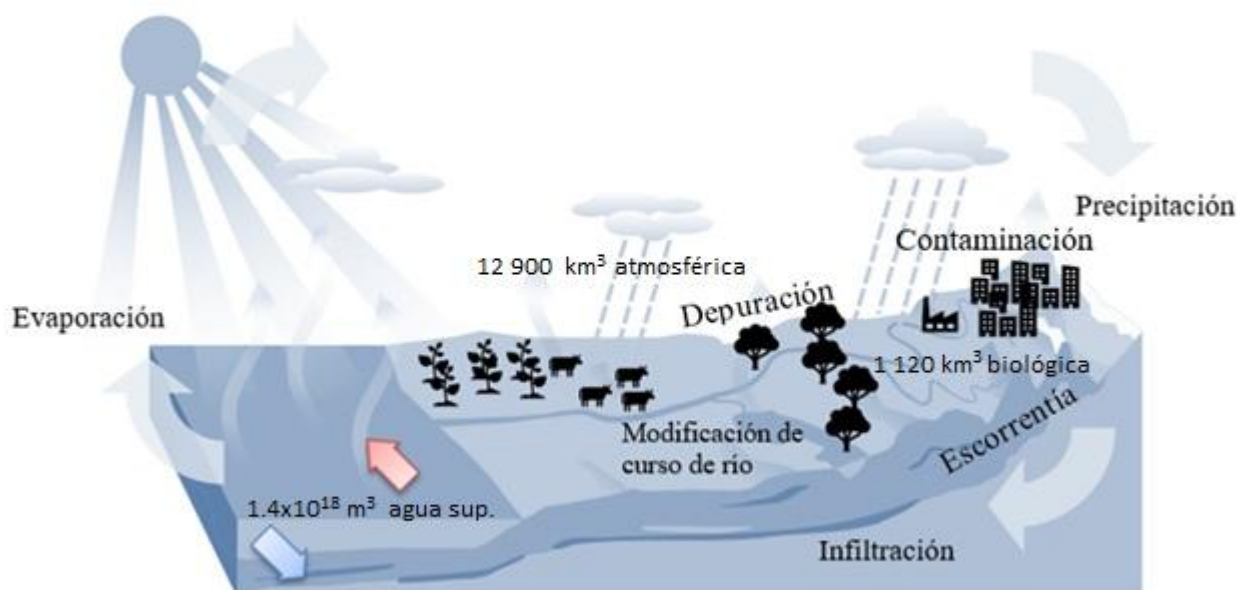 Precipitación
Contaminación
12 900 km³ atmosférica
Depuración
Evaporación
1 120 km³ biológica
Modificación de
curso de río
Escorrentía
1.4x10¹⁸ m³ agua sup.
Infiltración